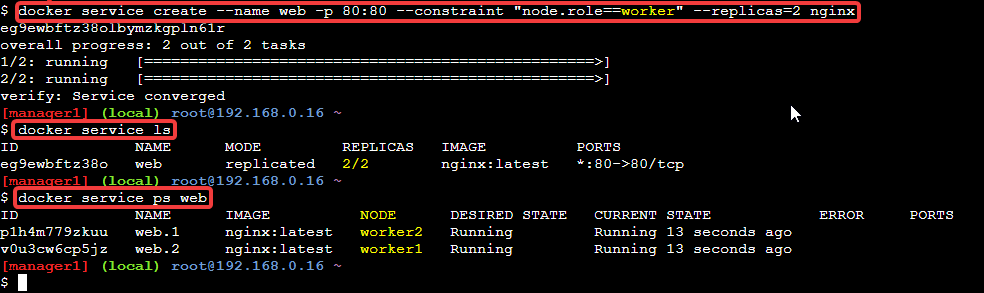 $ docker service create --name web -p 80:80 --constraint "node.role==worker" --replicas=2 nginx
eg9ewbftz38olbymzkgpln61r
overall progress: 2 out of 2 tasks
1/2: running   [==================================================>]
2/2: running   [==================================================>]
verify: Service converged
[manager1] (local) root@192.168.0.16 ~
$ docker service ls
ID             NAME      MODE         REPLICAS   IMAGE          PORTS
eg9ewbftz38o   web       replicated   2/2        nginx:latest   *:80->80/tcp
[manager1] (local) root@192.168.0.16 ~
$ docker service ps web
ID             NAME      IMAGE          NODE      DESIRED STATE   CURRENT STATE            ERROR     PORTS
p1h4m779zkuu   web.1     nginx:latest   worker2   Running         Running 13 seconds ago
v0u3cw6cp5jz   web.2     nginx:latest   worker1   Running         Running 13 seconds ago
[manager1] (local) root@192.168.0.16 ~
$